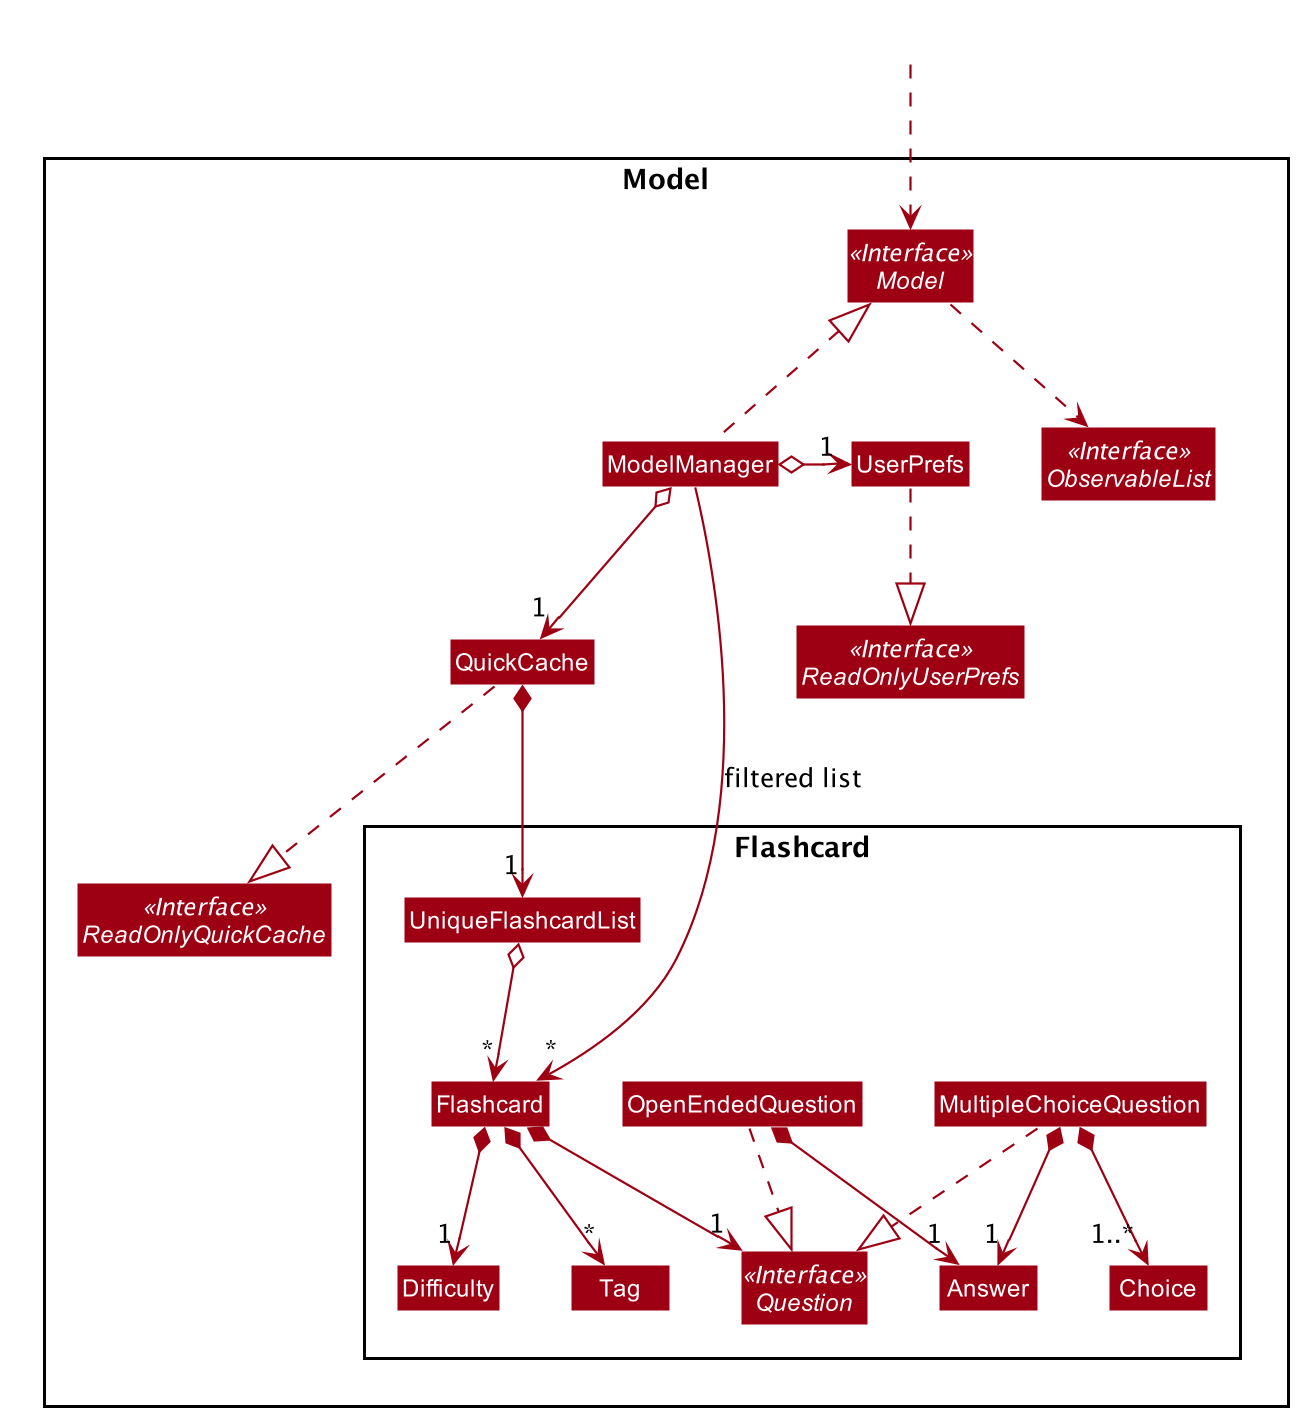 Model
«Interface»
Model
ModelManager
1
UserPrefs
«Interface»
ObservableList
1
QuickCache
«Interface»
ReadOnlyUserPrefs
filtered list
Flashcard
1
«Interface»
ReadOnlyQuickCache
UniqueFlashcardList
*
*
Flashcard
OpenEndedQuestion
MultipleChoiceQuestion
1
*
1
1
1
1..*
Difficulty
Tag
«Interface»
Question
Answer
Choice